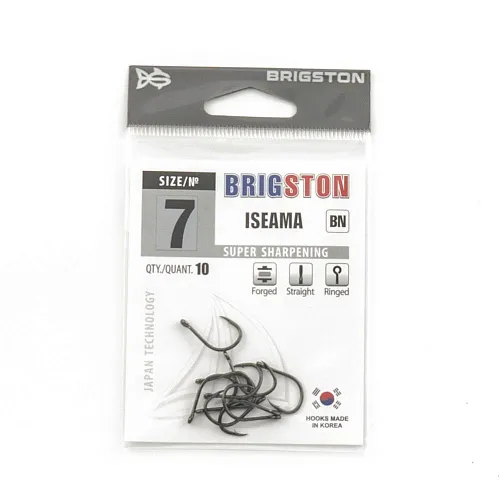 BRIGSTON
SIZE/№
7
BRIGSTON
ISEAMA
BN
SUPER SHARPENING
QTY./QUANT. 10
Forged
Straight
Ringed
JAPAN TECHNOLOGY
HOOKS MADE
IN KOREA